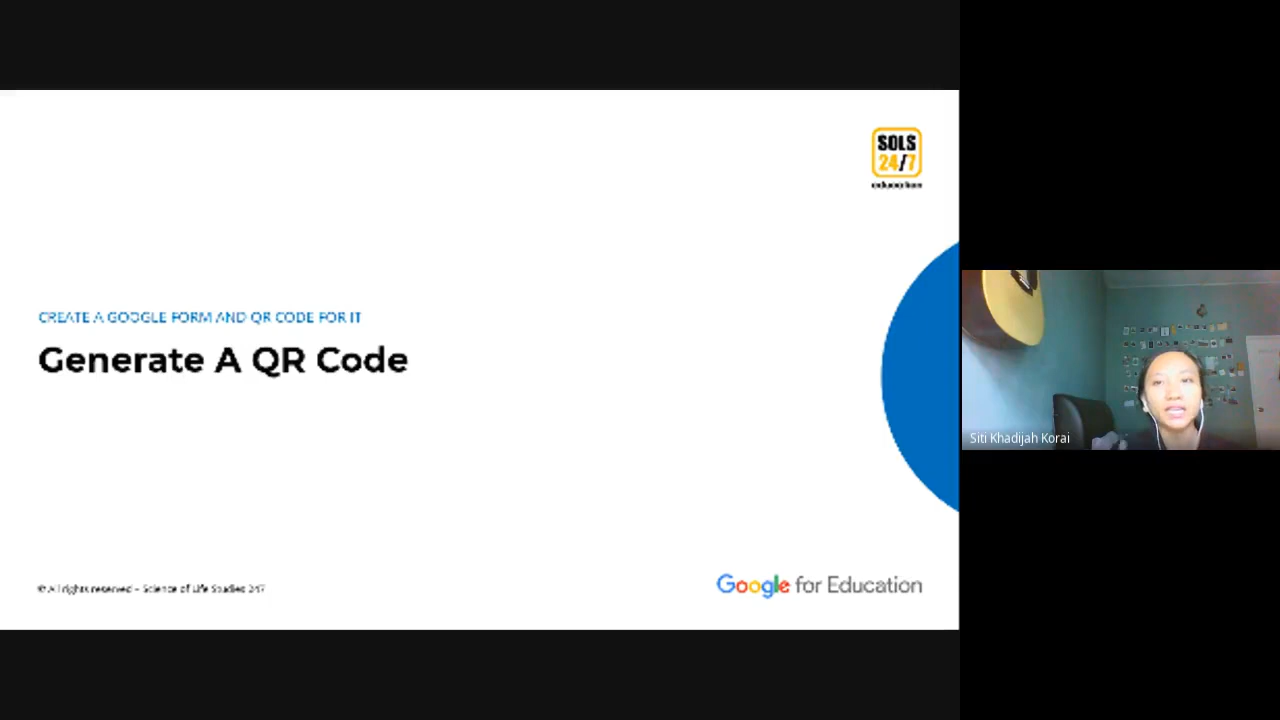 SOLS
24/7
education
CREATE A GOOGLE FORM AND QR CODE FOR IT
Generate A QR Code
Siti Khadijah Korai
© All rights reserved – Science of Life Studies 247
Google for Education